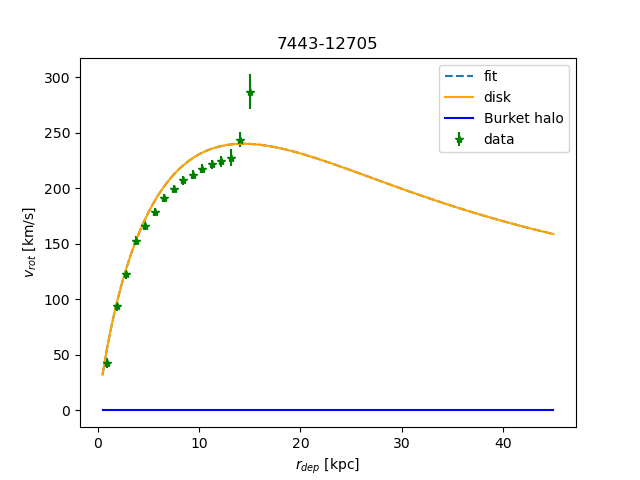 7443-12705
fit
disk
Burket halo
data
300
250
200
150
100
50
0
v_rot [km/s]
0 10 20 30 40
r_dep [kpc]